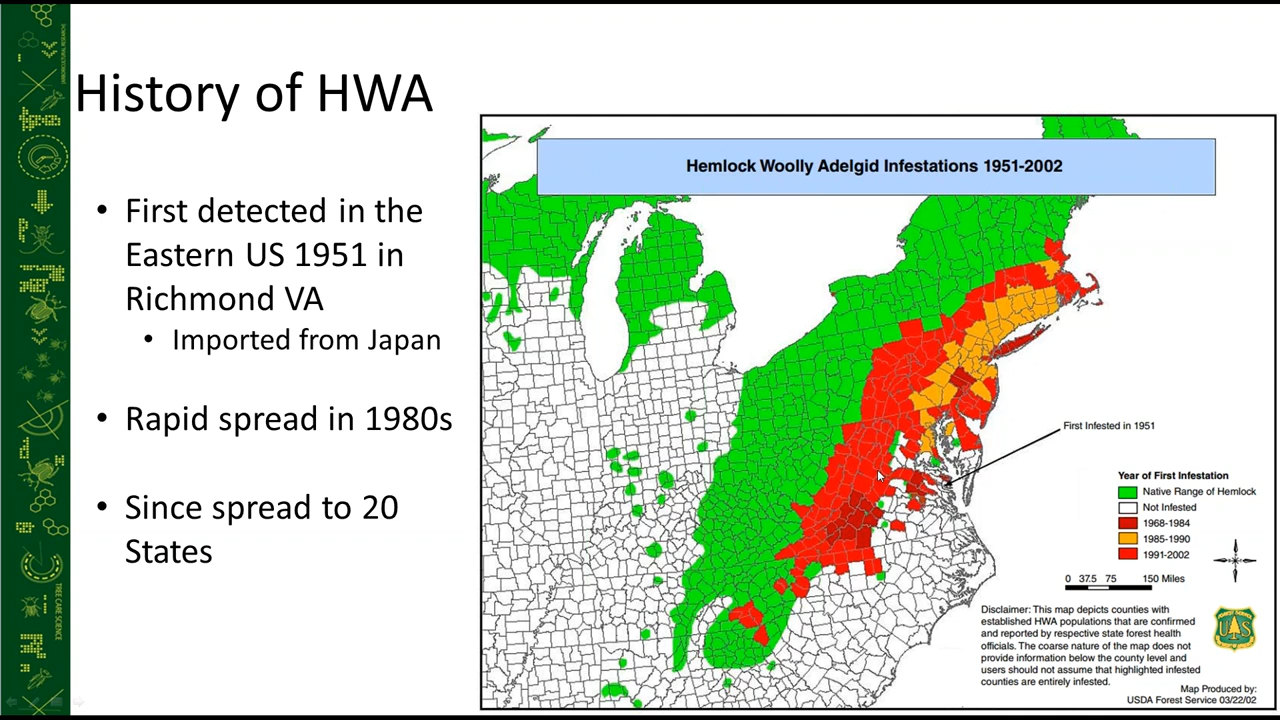 History of HWA
• First detected in the
Eastern US 1951 in
Richmond VA
• Imported from Japan
• Rapid spread in 1980s
• Since spread to 20
States
Hemlock Woolly Adelgid Infestations 1951-2002
First Infested in 1951
Year of First Infestation
Native Range of Hemlock
Not Infested
1968-1984
1985-1990
1991-2002
0 37.5 75 150 Miles
Disclaimer: This map depicts counties with
established HWA populations that are confirmed
and reported by respective state forest health
officials. The coarse nature of the map does not
provide information below the county level and
users should not assume that highlighted infested
counties are entirely infested.
Map Produced by:
USDA Forest Service 03/22/02
TREE CARE SCIENCE